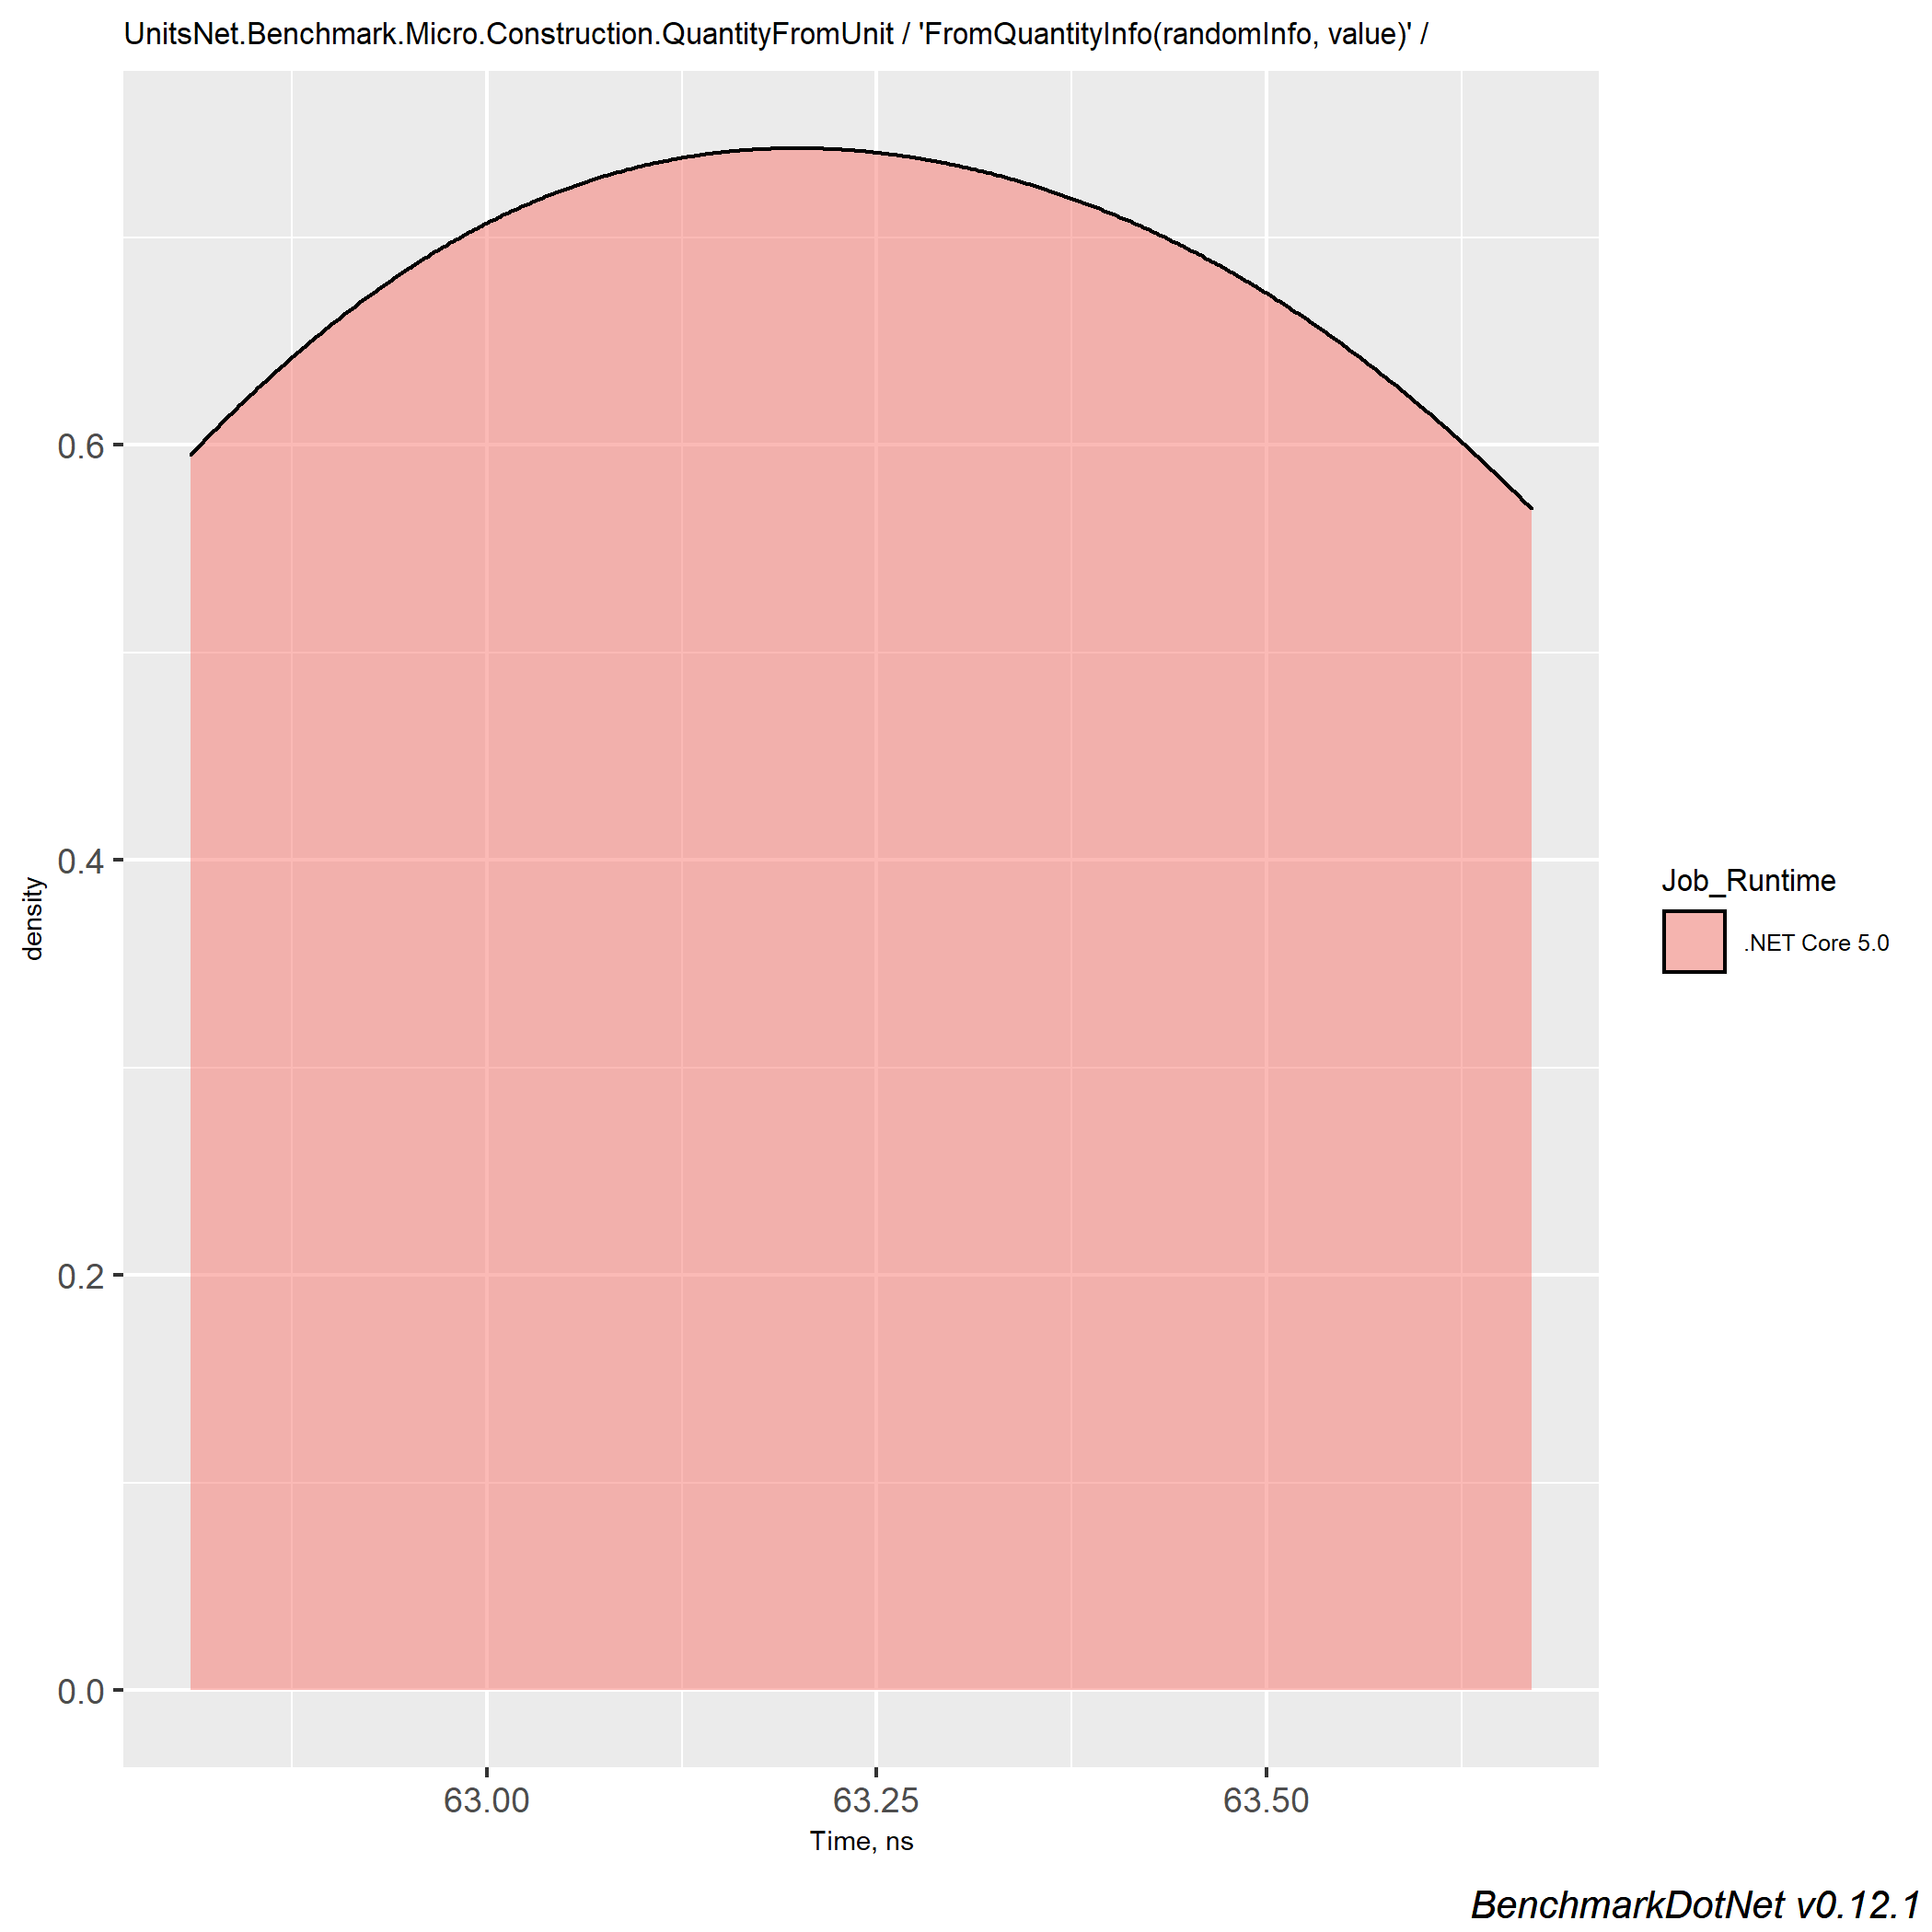 UnitsNet.Benchmark.Micro.Construction.QuantityFromUnit / 'FromQuantityInfo(randomInfo, value)' /
0.6
0.4
0.2
0.0
density
63.00 63.25 63.50
Time, ns
Job_Runtime
.NET Core 5.0
BenchmarkDotNet v0.12.1